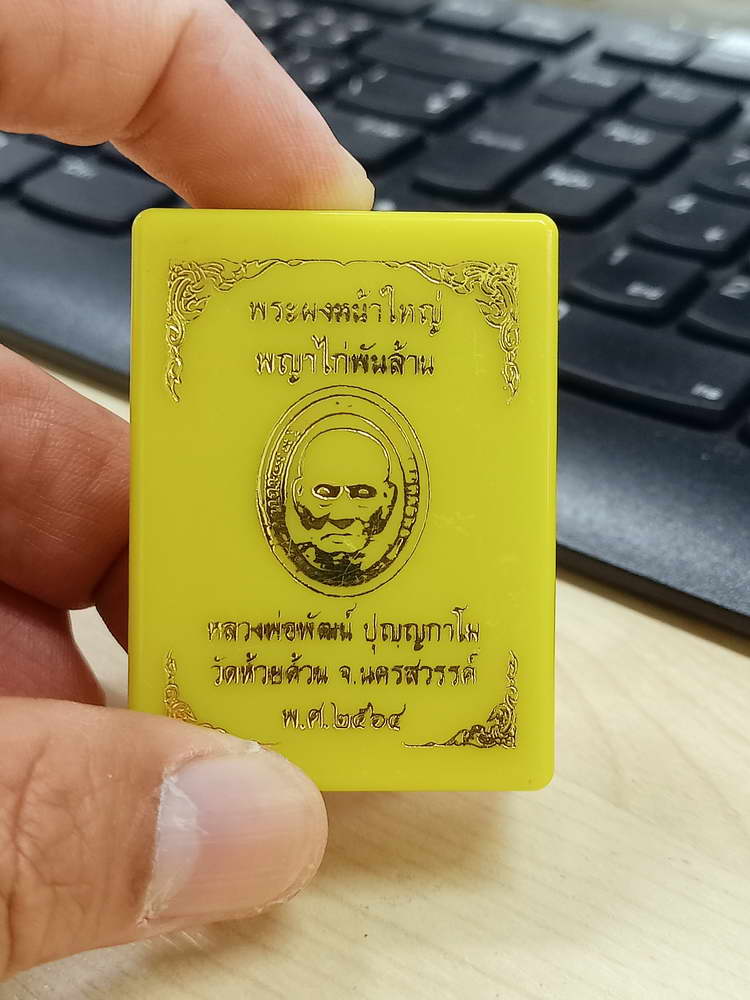 พระผงหน้าใหญ่
พญาไก่พันล้าน
หลวงพ่อพัฒน์ ปุญฺญกาโม
วัดห้วยด้วน จ.นครสวรรค์
พ.ศ.๒๕๖๔